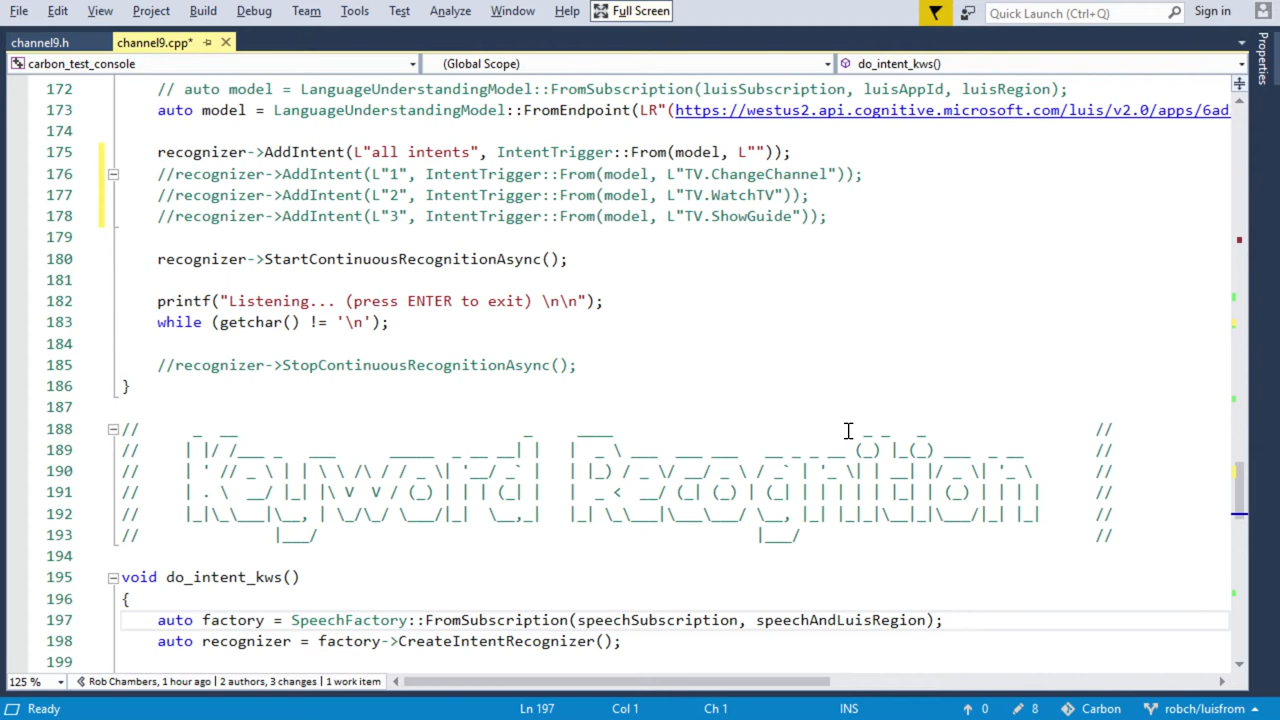 File Edit View Project Build Debug Team Tools Test Analyze Window Help Full Screen Quick Launch (Ctrl+Q) Sign in
channel9.h channel9.cpp*
Properties
carbon_test_console (Global Scope) do_intent_kws()
172 // auto model = LanguageUnderstandingModel::FromSubscription(luisSubscription, luisAppId, luisRegion);
173 auto model = LanguageUnderstandingModel::FromEndpoint(LR"(https://westus2.api.cognitive.microsoft.com/luis/v2.0/apps/6ad
174
175 recognizer->AddIntent(L"all intents", IntentTrigger::From(model, L""));
176 //recognizer->AddIntent(L"1", IntentTrigger::From(model, L"TV.ChangeChannel"));
177 //recognizer->AddIntent(L"2", IntentTrigger::From(model, L"TV.WatchTV"));
178 //recognizer->AddIntent(L"3", IntentTrigger::From(model, L"TV.ShowGuide"));
179
180 recognizer->StartContinuousRecognitionAsync();
181
182 printf("Listening... (press ENTER to exit) \n\n");
183 while (getchar() != '\n');
184
185 //recognizer->StopContinuousRecognitionAsync();
186 }
187
188 // //
189 // //
190 // Keyword Recognition //
191 // //
192 // //
193 // //
194
195 void do_intent_kws()
196 {
197 auto factory = SpeechFactory::FromSubscription(speechSubscription, speechAndLuisRegion);
198 auto recognizer = factory->CreateIntentRecognizer();
199
125 % Rob Chambers, 1 hour ago | 2 authors, 3 changes | 1 work item
Ready Ln 197 Col 1 Ch 1 INS 0 8 Carbon robch/luisfrom